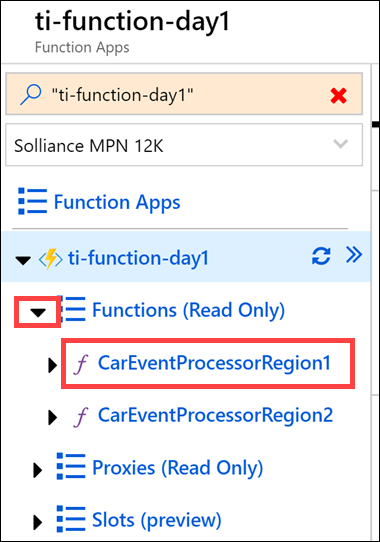 ti-function-day1
Function Apps
"ti-function-day1"
Solliance MPN 12K
Function Apps
ti-function-day1
Functions (Read Only)
f CarEventProcessorRegion1
f CarEventProcessorRegion2
Proxies (Read Only)
Slots (preview)